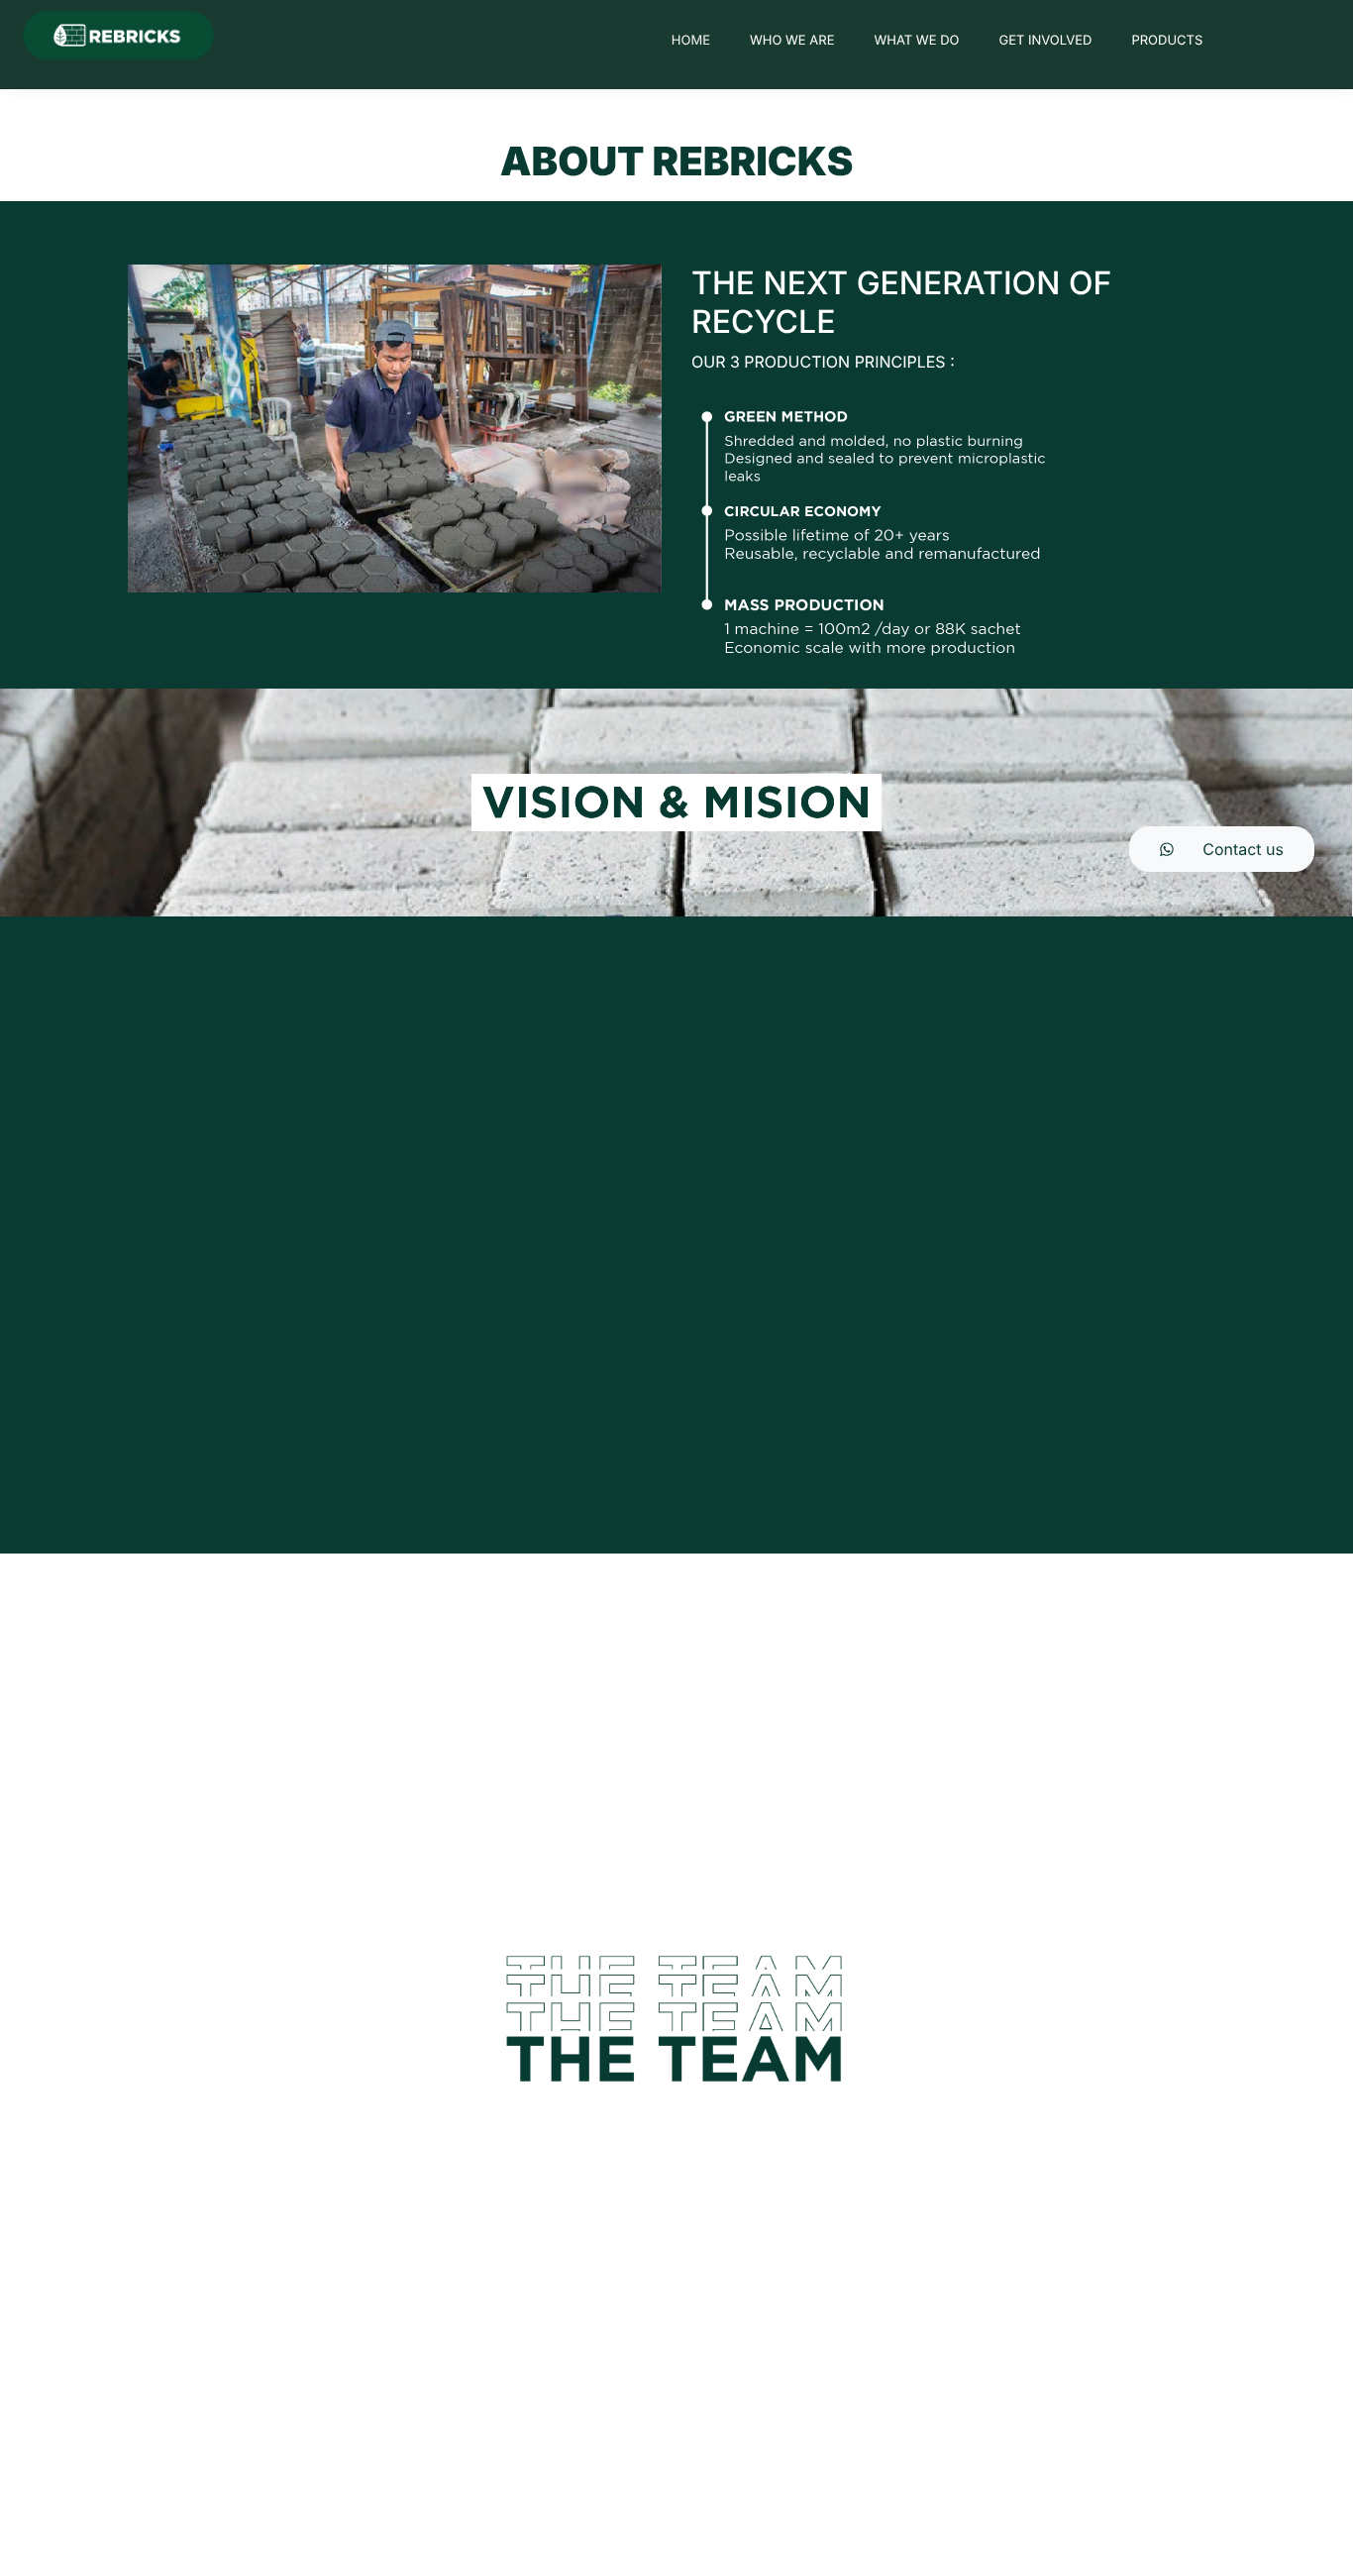 REBRICKS
HOME
WHO WE ARE
WHAT WE DO
GET INVOLVED
PRODUCTS
ABOUT REBRICKS
THE NEXT GENERATION OF
RECYCLE
OUR 3 PRODUCTION PRINCIPLES :
GREEN METHOD
Shredded and molded, no plastic burning
Designed and sealed to prevent microplastic
leaks
CIRCULAR ECONOMY
Possible lifetime of 20+ years
Reusable, recyclable and remanufactured
MASS PRODUCTION
1 machine = 100m2 /day or 88K sachet
Economic scale with more production
VISION & MISION
Contact us
THE TEAM
THE TEAM
THE TEAM
THE TEAM